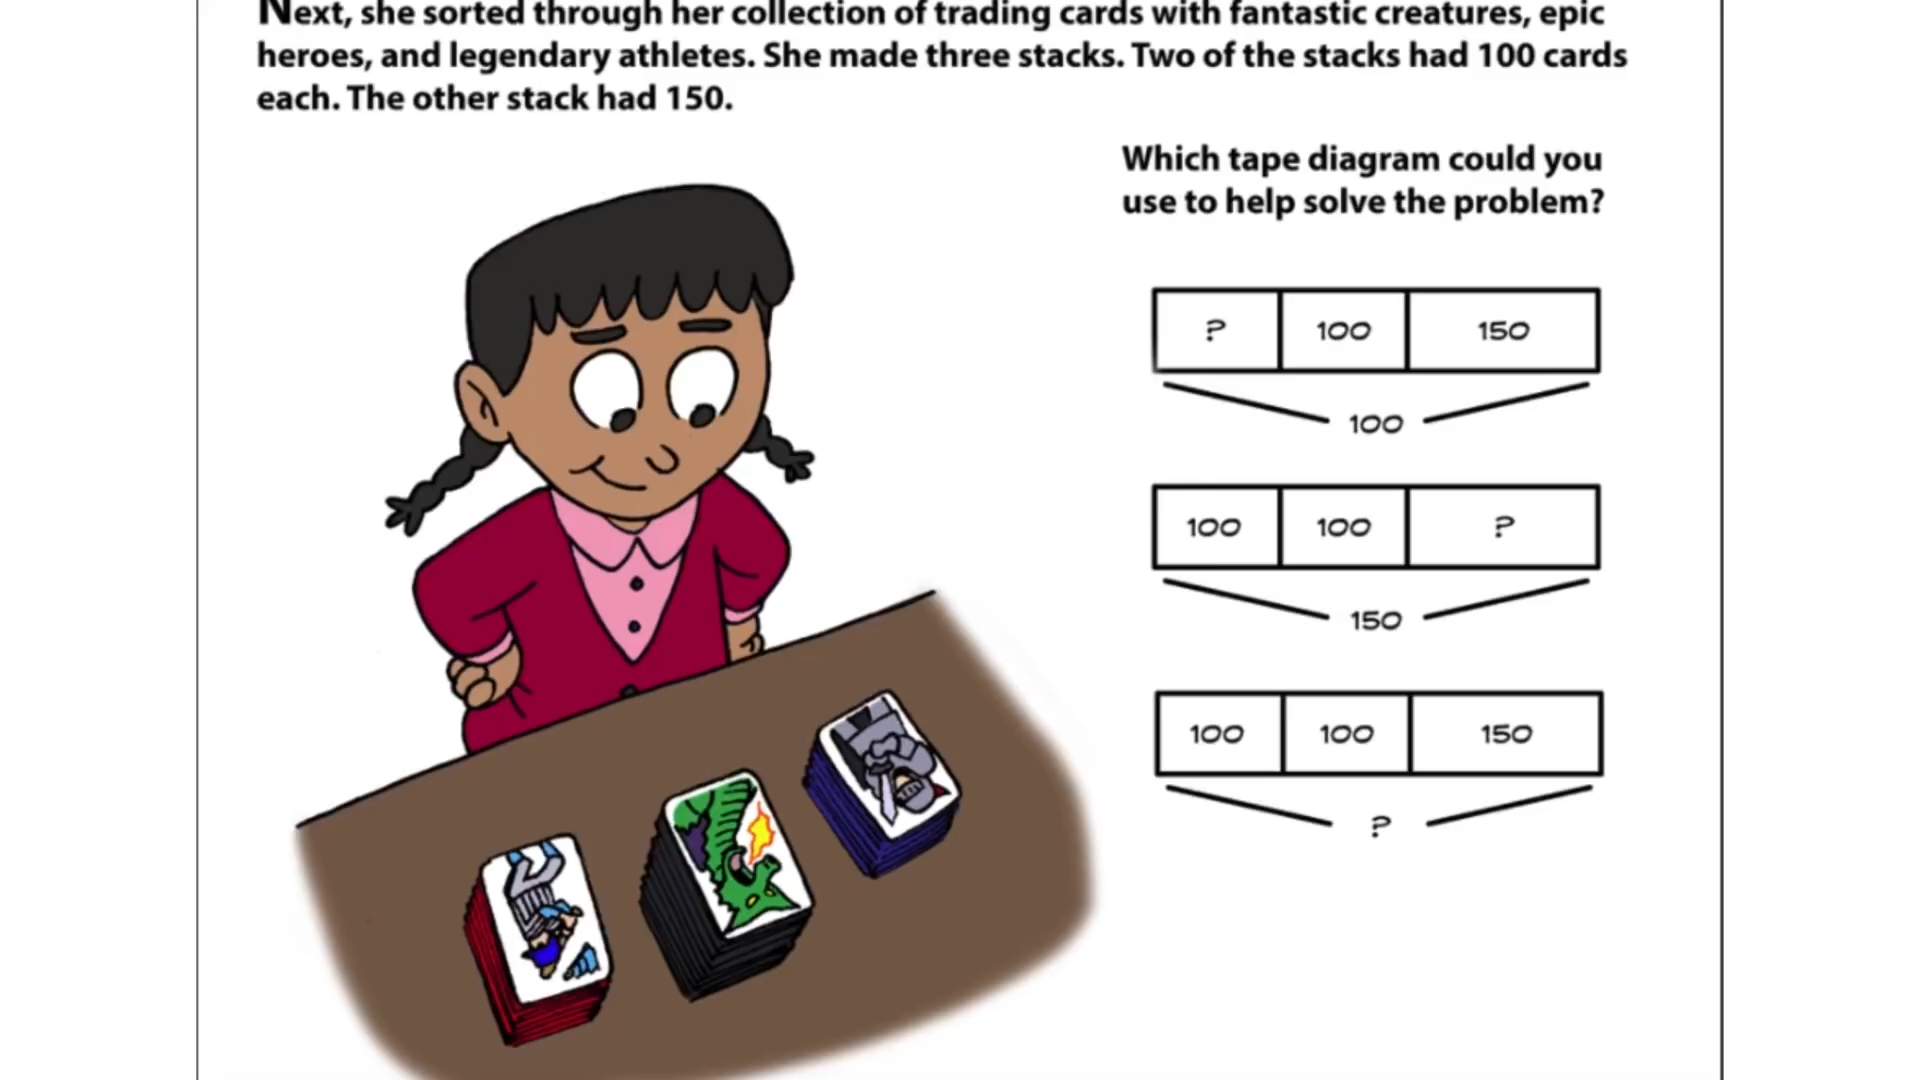 Next, she sorted through her collection of trading cards with fantastic creatures, epic
heroes, and legendary athletes. She made three stacks. Two of the stacks had 100 cards
each. The other stack had 150.
Which tape diagram could you
use to help solve the problem?
? 100 150
100
100 100 ?
150
100 100 150
?